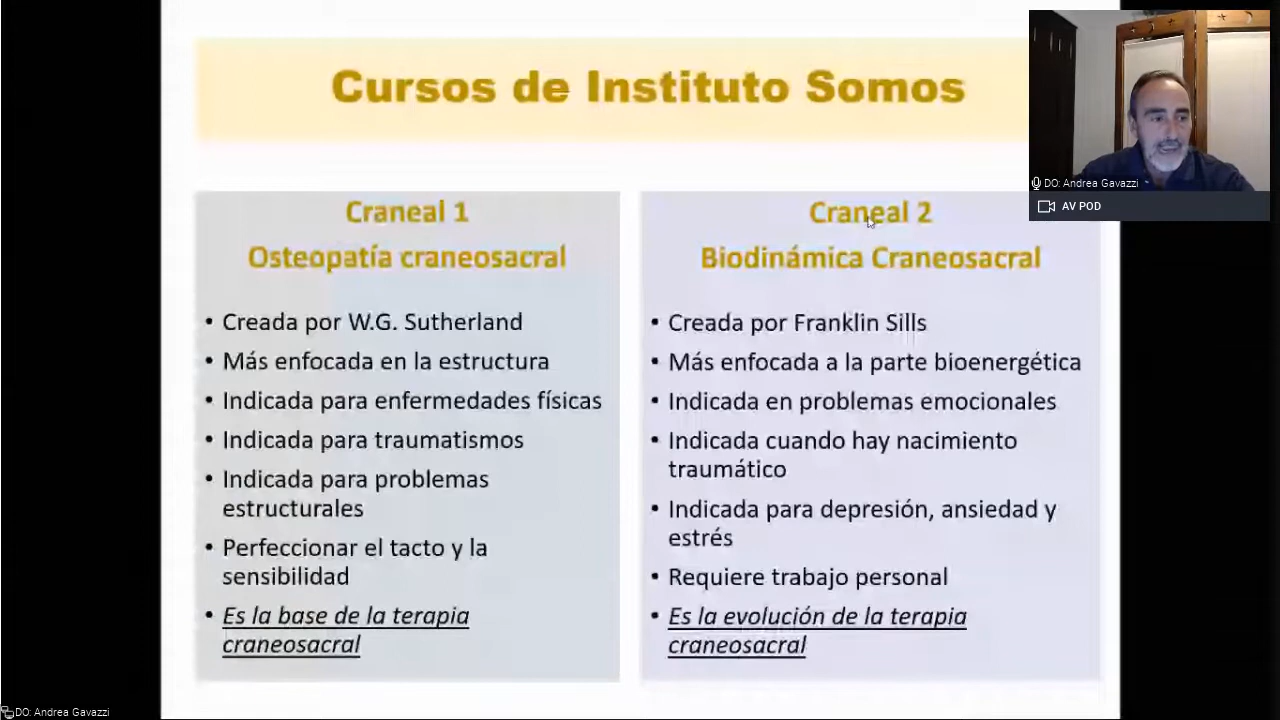 Cursos de Instituto Somos
DO: Andrea Gavazzi
AV POD
Craneal 1
Osteopatía craneosacral
• Creada por W.G. Sutherland
• Más enfocada en la estructura
• Indicada para enfermedades físicas
• Indicada para traumatismos
• Indicada para problemas
estructurales
• Perfeccionar el tacto y la
sensibilidad
• Es la base de la terapia
craneosacral
Craneal 2
Biodinámica Craneosacral
• Creada por Franklin Sills
• Más enfocada a la parte bioenergética
• Indicada en problemas emocionales
• Indicada cuando hay nacimiento
traumático
• Indicada para depresión, ansiedad y
estrés
• Requiere trabajo personal
• Es la evolución de la terapia
craneosacral
DO: Andrea Gavazzi